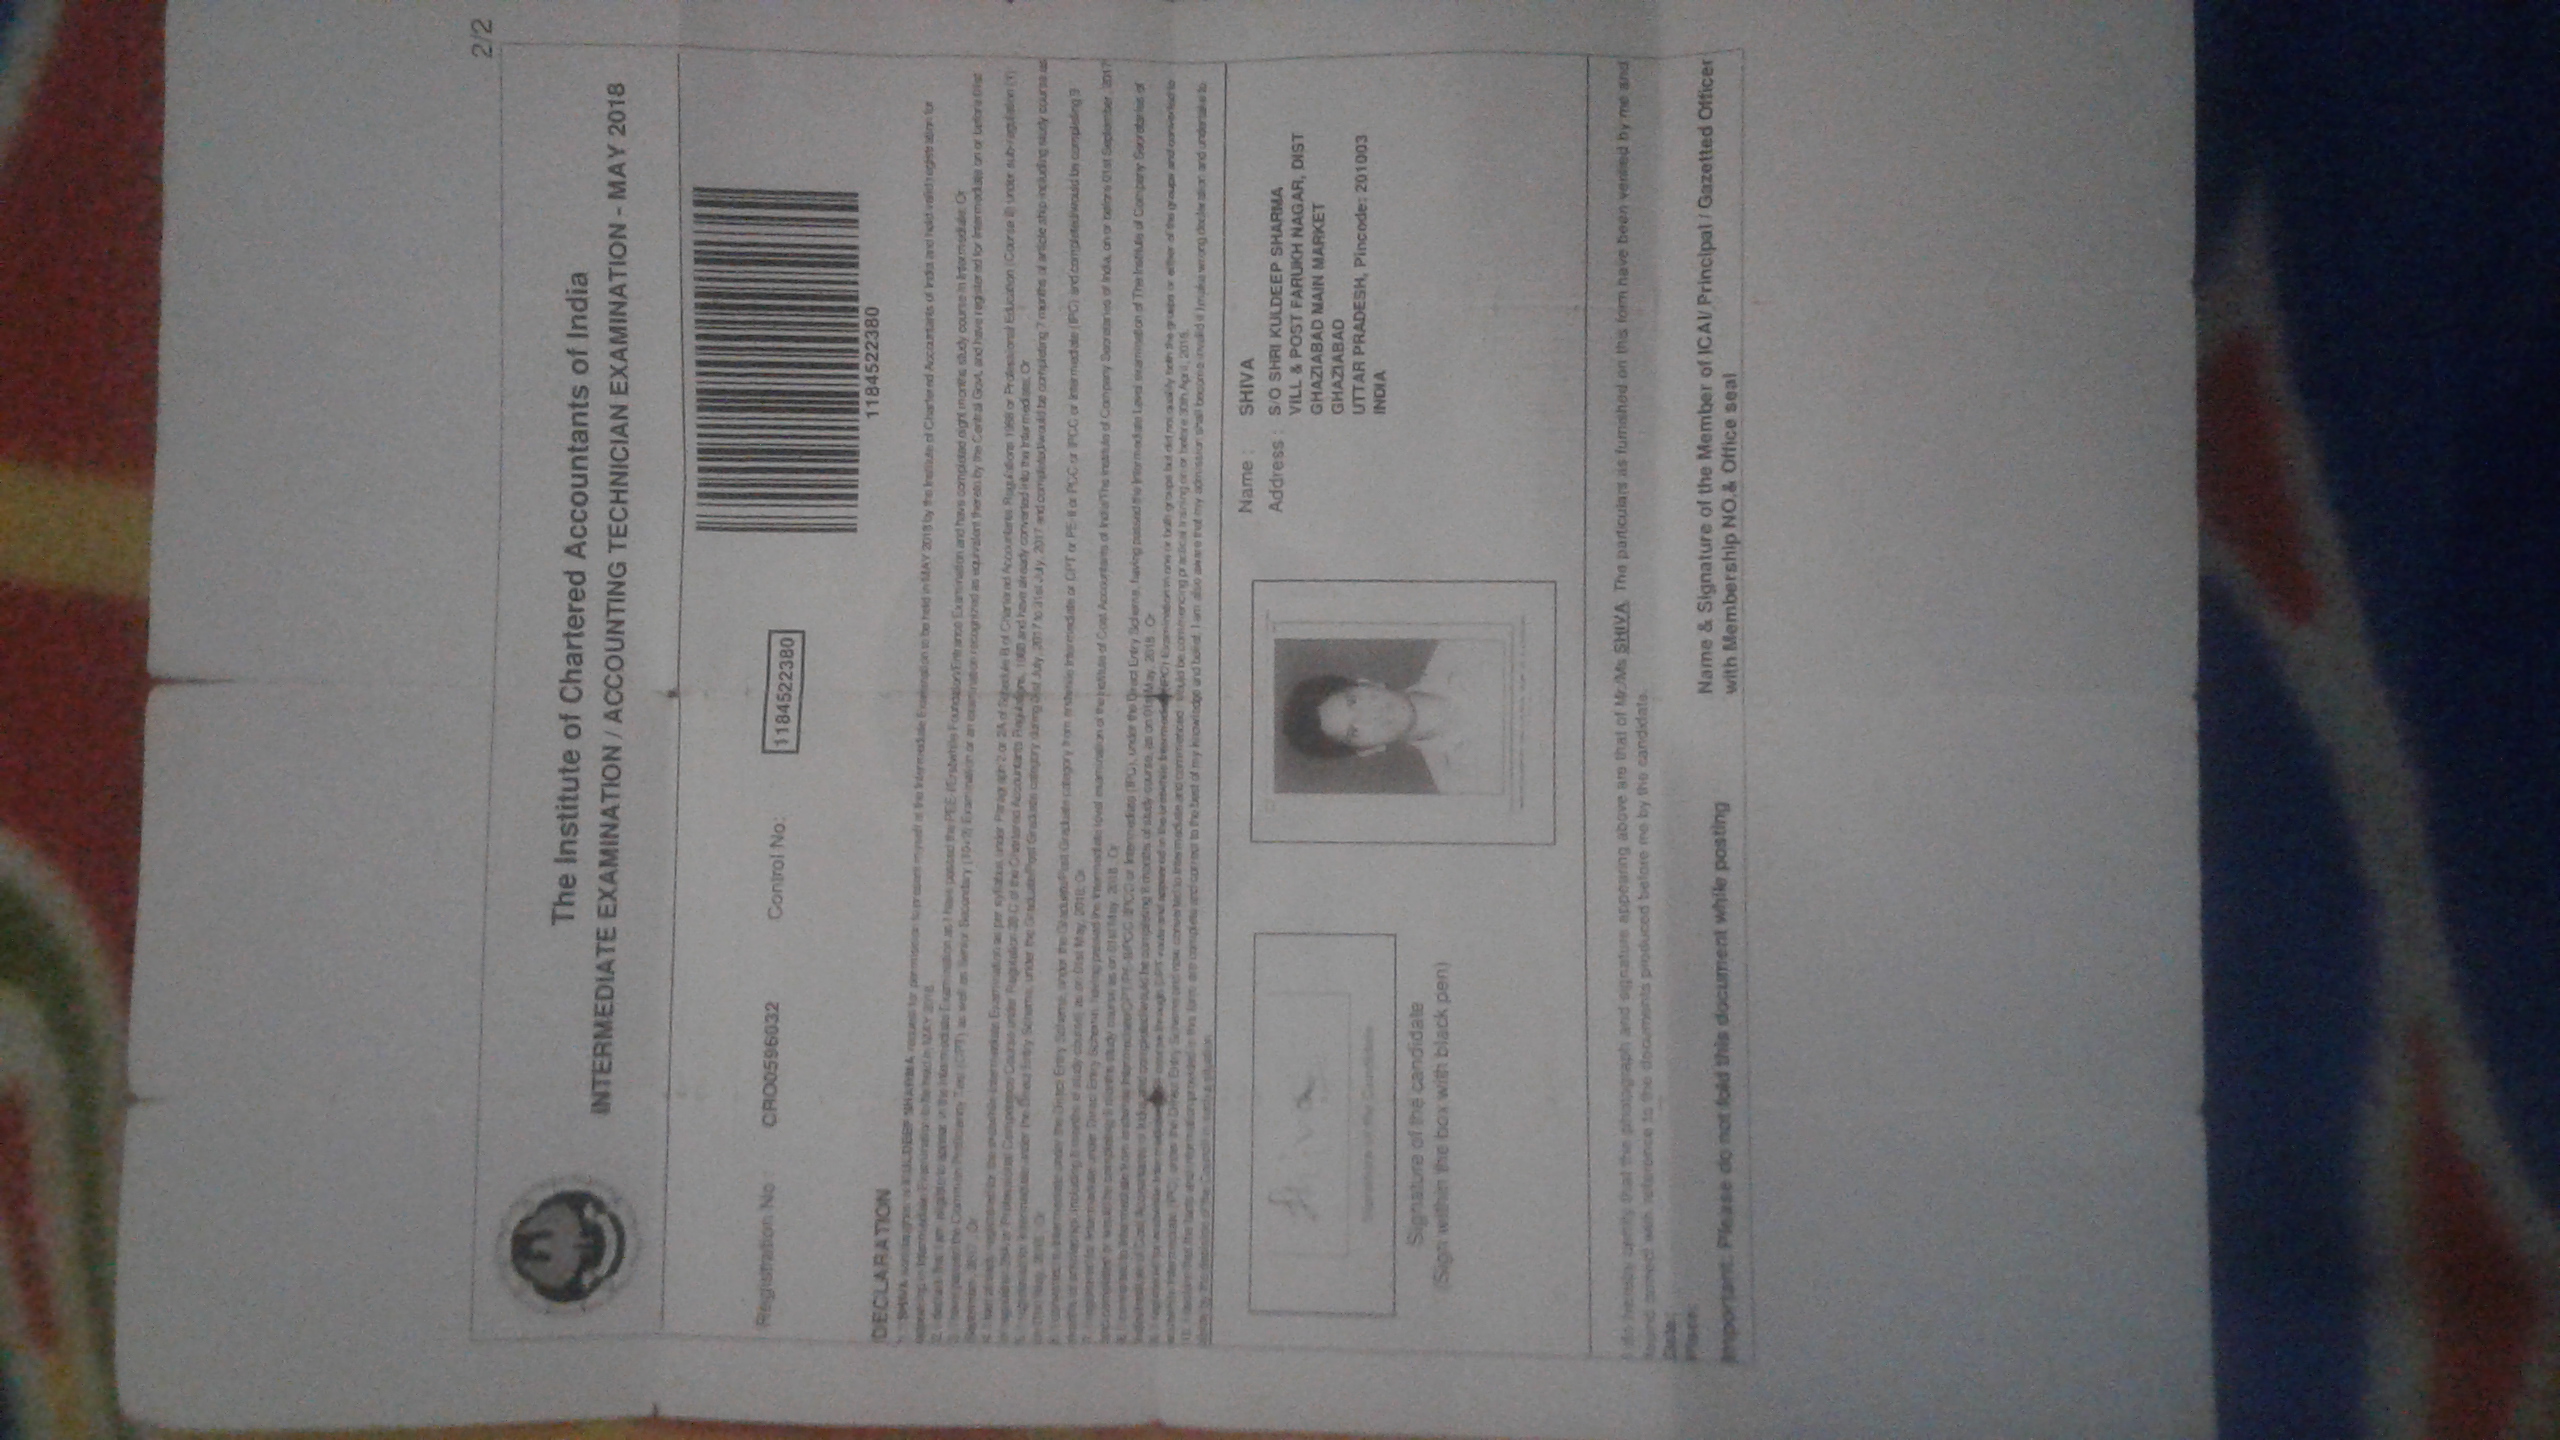 2/2
The Institute of Chartered Accountants of India
INTERMEDIATE EXAMINATION / ACCOUNTING TECHNICIAN EXAMINATION - MAY 2018
Registration No : CRO0596032 Control No: 1184522380
1184522380
DECLARATION
SHIVA KULDEEP SHARMA request for permission to present myself at the Intermediate Examination to be held in MAY 2018 by the Institute of Chartered Accountants of India and hold valid registration for
appearing in Intermediate Examination to be held in MAY 2018.
2. I declare that I am eligible to appear in the Intermediate Examination as I have passed the PEE-I/Erstwhile Foundation/Entrance Examination and have completed eight months study course in Intermediate; Or
3. I have passed the Common Proficiency Test (CPT) as well as Senior Secondary (10+2) Examination or an examination recognized as equivalent thereto by the Central Govt. and have registered for Intermediate on or before 01st
September, 2017. Or
Intermediate Examination as per syllabus under Paragraph 2 or 2A of Schedule B of Chartered Accountants Regulations 1988 or Professional Education (Course II) under sub-regulation
or Professional Competence Course under Regulation 28-C of the Chartered Accountants Regulations, 1988 and have already converted into the Intermediate; Or
Intermediate under the Direct Entry Scheme, under the Graduate/Post Graduate category during 01st July, 2017 to 31st July, 2017 and completed/would be completing 7 months of article ship including study course as
on 01st May, 2018. Or
Intermediate under the Direct Entry Scheme, under the Graduate/Post Graduate category from erstwhile Intermediate or CPT or PE-II or PCC or IPCC or Intermediate (IPC) and completed/would be completing 9
months of articleship, including 8 months of study course) as on 01st May, 2018; Or
7. I registered for Intermediate under Direct Entry Scheme, having passed the Intermediate level examination of the Institute of Cost Accountants of India/The Institute of Company Secretaries of India, on or before 01st September, 2017
and completed or would be completing 8 months study course as on 01st May, 2018. Or
or Intermediate (IPC), under the Direct Entry Scheme, having passed the Intermediate Level examination of The Institute of Company Secretaries of
India/Institute of Cost Accountants of India and completed/would be completing 8 months of study course, as on 01st May, 2018. Or
course through CPT route and appeared in the erstwhile Intermediate (IPC) Examination in one or both groups but did not qualify both the groups or either of the groups and converted to
Intermediate (IPC) under the Direct Entry Scheme and now converted to Intermediate and commenced / would be commencing practical training on or before 30th April, 2018.
10. I declare that the facts and information provided in this form are complete and correct to the best of my knowledge and belief. I am also aware that my admission shall become invalid if I make wrong declaration and undertake to
abide by the decision of the Council in such a situation.
Shiva
Signature of the Candidate
Signature of the candidate
(Sign within the box with black pen)
Name : SHIVA
Address : S/O SHRI KULDEEP SHARMA
VILL & POST FARUKH NAGAR, DIST
GHAZIABAD MAIN MARKET
GHAZIABAD
UTTAR PRADESH, Pincode: 201003
INDIA
I do hereby certify that the photograph and signature appearing above are that of Mr./Ms SHIVA. The particulars as furnished on this form have been verified by me and
found correct with reference to the documents produced before me by the candidate.
Date:
Place:
Important: Please do not fold this document while posting
Name & Signature of the Member of ICAI/ Principal / Gazetted Officer
with Membership NO.& Office seal